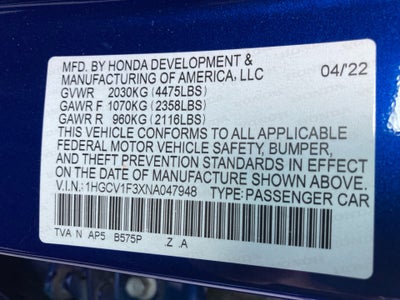 MFD. BY HONDA DEVELOPMENT &
MANUFACTURING OF AMERICA, LLC 04/'22
GVWR 2030KG (4475LBS)
GAWR F 1070KG (2358LBS)
GAWR R 960KG (2116LBS)
THIS VEHICLE CONFORMS TO ALL APPLICABLE
FEDERAL MOTOR VEHICLE SAFETY, BUMPER,
AND THEFT PREVENTION STANDARDS IN EFFECT
ON THE DATE OF MANUFACTURE SHOWN ABOVE.
V.I.N.: 1HGCV1F3XNA047948 TYPE: PASSENGER CAR
TVA N AP5 B575P Z A